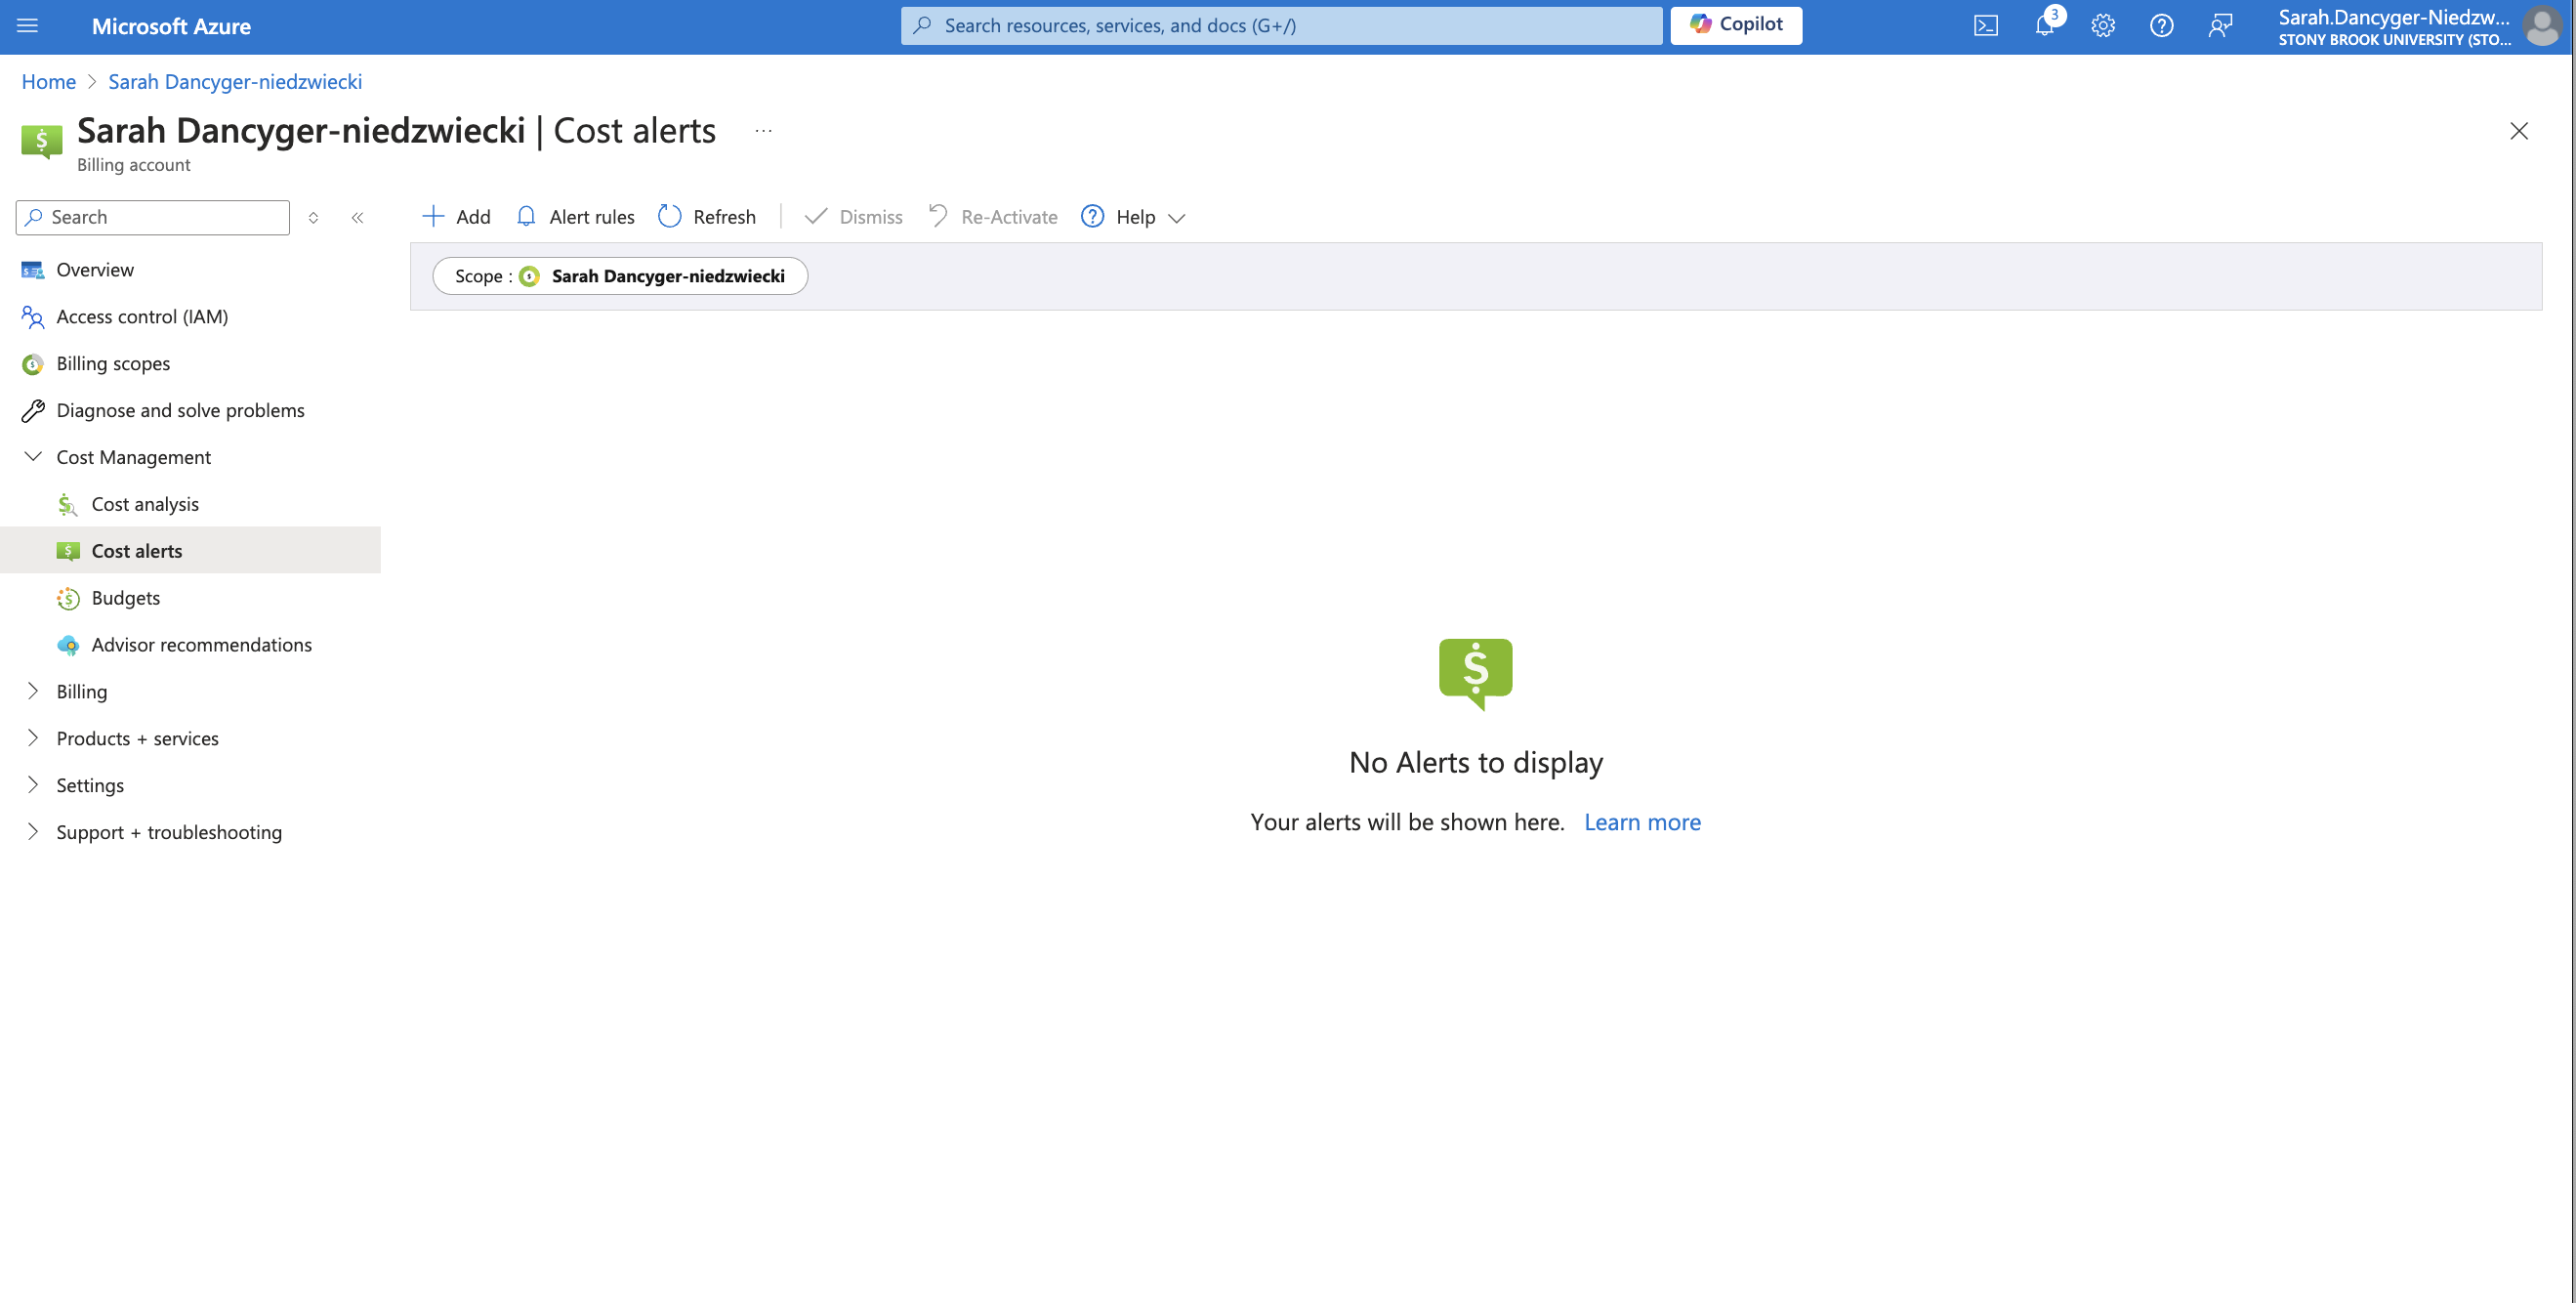 Microsoft Azure
Search resources, services, and docs (G+/)
Copilot
3
Sarah.Dancyger-Niedzw...
STONY BROOK UNIVERSITY (STO...
Home > Sarah Dancyger-niedzwiecki
Sarah Dancyger-niedzwiecki | Cost alerts ...
Billing account
Search
Add
Alert rules
Refresh
Dismiss
Re-Activate
Help
Scope : Sarah Dancyger-niedzwiecki
Overview
Access control (IAM)
Billing scopes
Diagnose and solve problems
Cost Management
Cost analysis
Cost alerts
Budgets
Advisor recommendations
Billing
Products + services
Settings
Support + troubleshooting
No Alerts to display
Your alerts will be shown here. Learn more